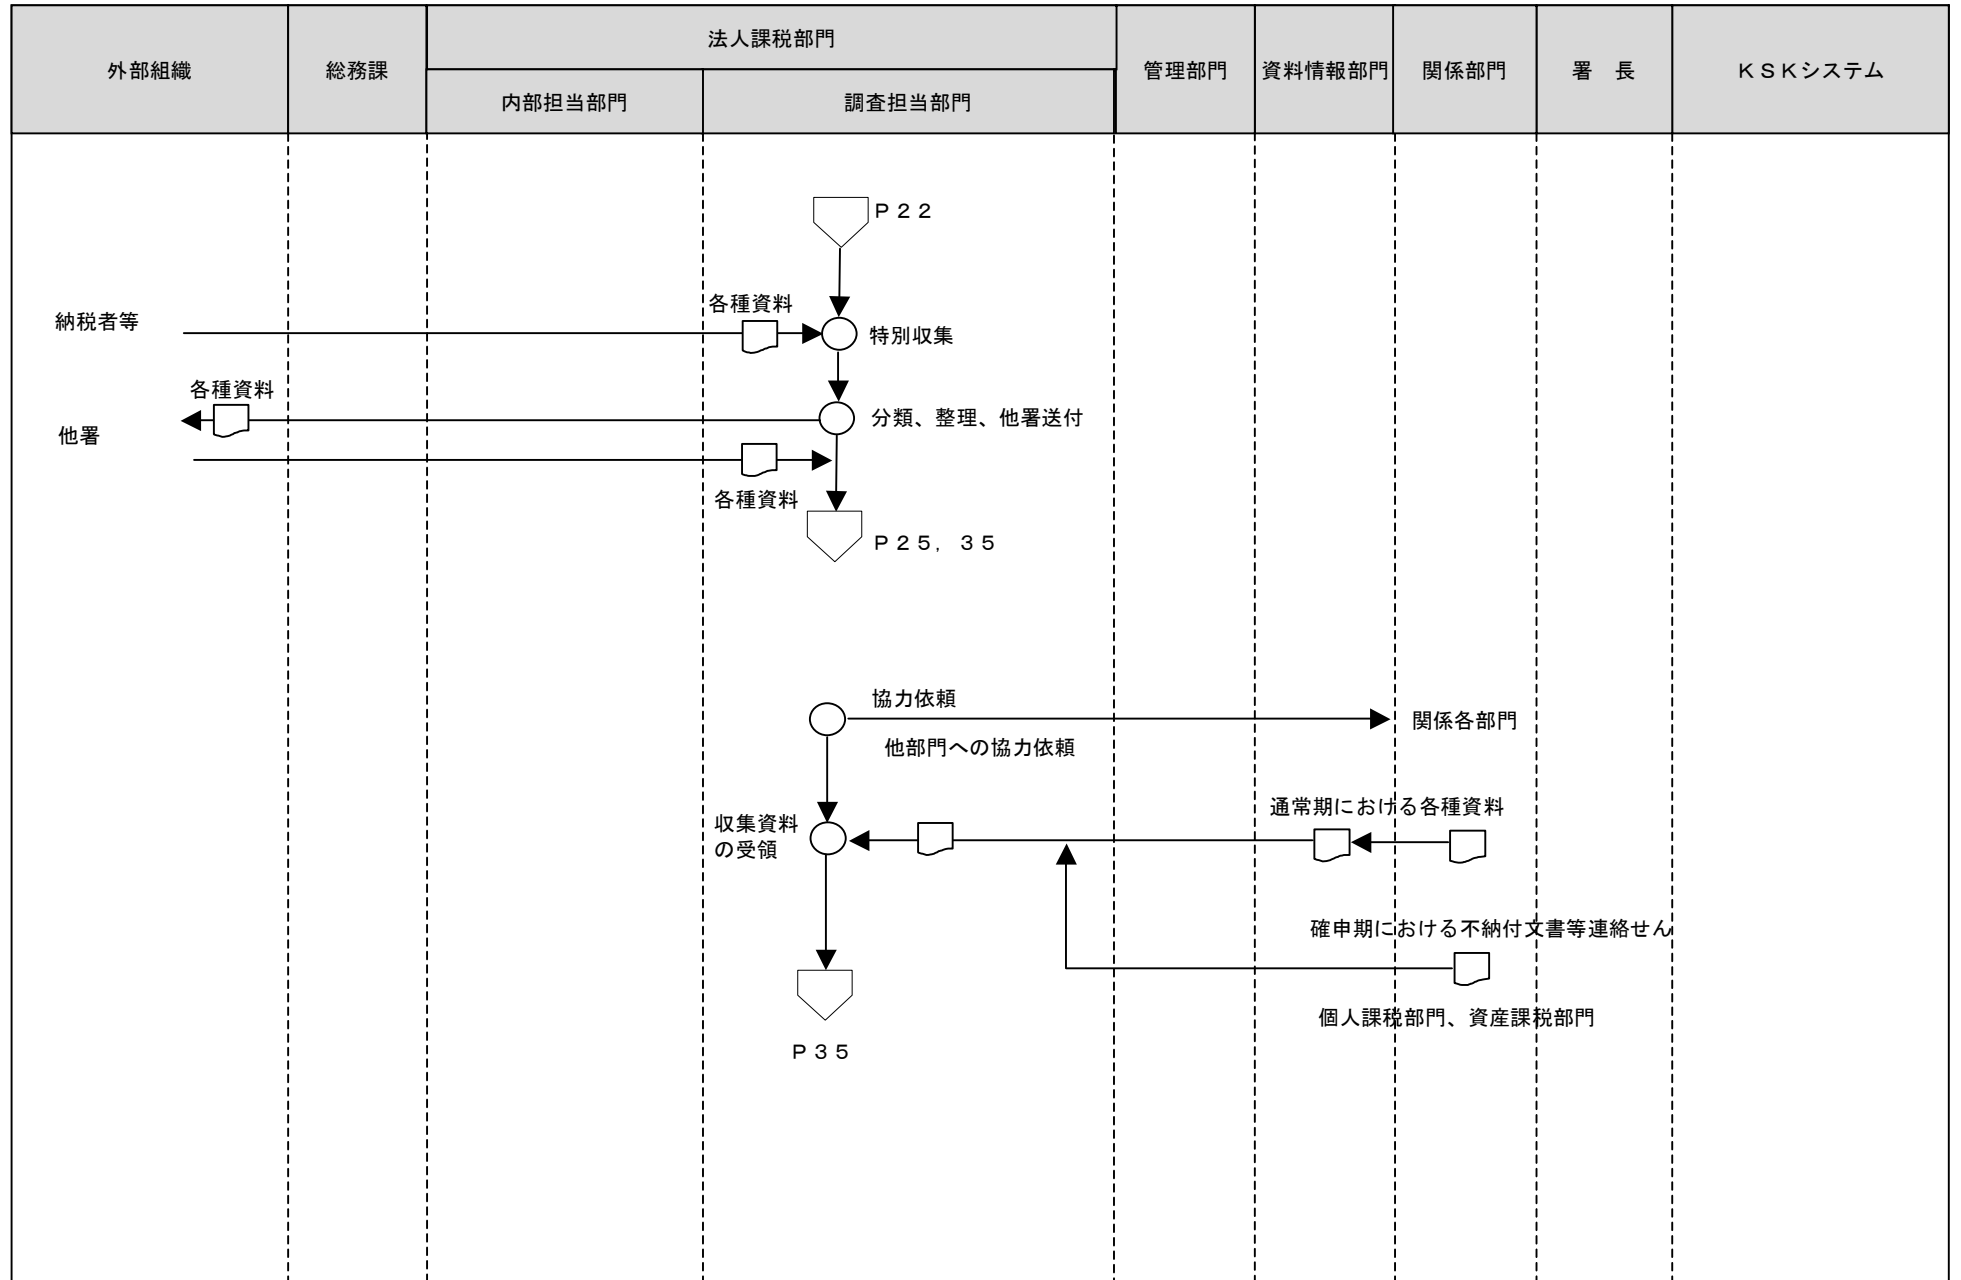 法人課税部門
外部組織
総務課
管理部門
資料情報部門
関係部門
署　長
ＫＳＫシステム
内部担当部門
調査担当部門
Ｐ２２
各種資料
納税者等
特別収集
各種資料
分類、整理、他署送付
他署
各種資料
Ｐ２５，３５
協力依頼
関係各部門
他部門への協力依頼
通常期における各種資料
収集資料
の受領
確申期における不納付文書等連絡せん
個人課税部門、資産課税部門
Ｐ３５